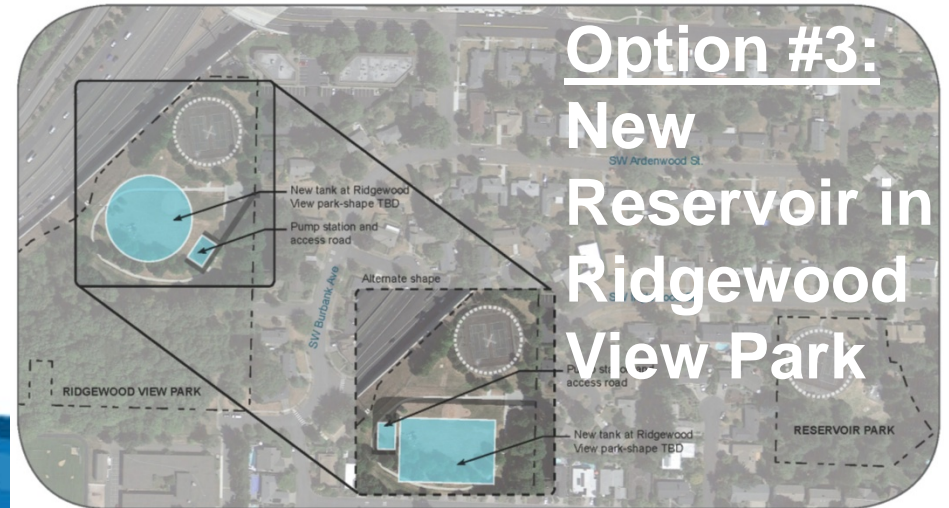 Option #3:
New
Reservoir in
Ridgewood
View Park
SW Ardenwood St.
New tank at Ridgewood
View park-shape TBD
Pump station and
access road
Alternate shape
SW Burbank Ave
access road
RIDGEWOOD VIEW PARK
New tank at Ridgewood
View park-shape TBD
RESERVOIR PARK